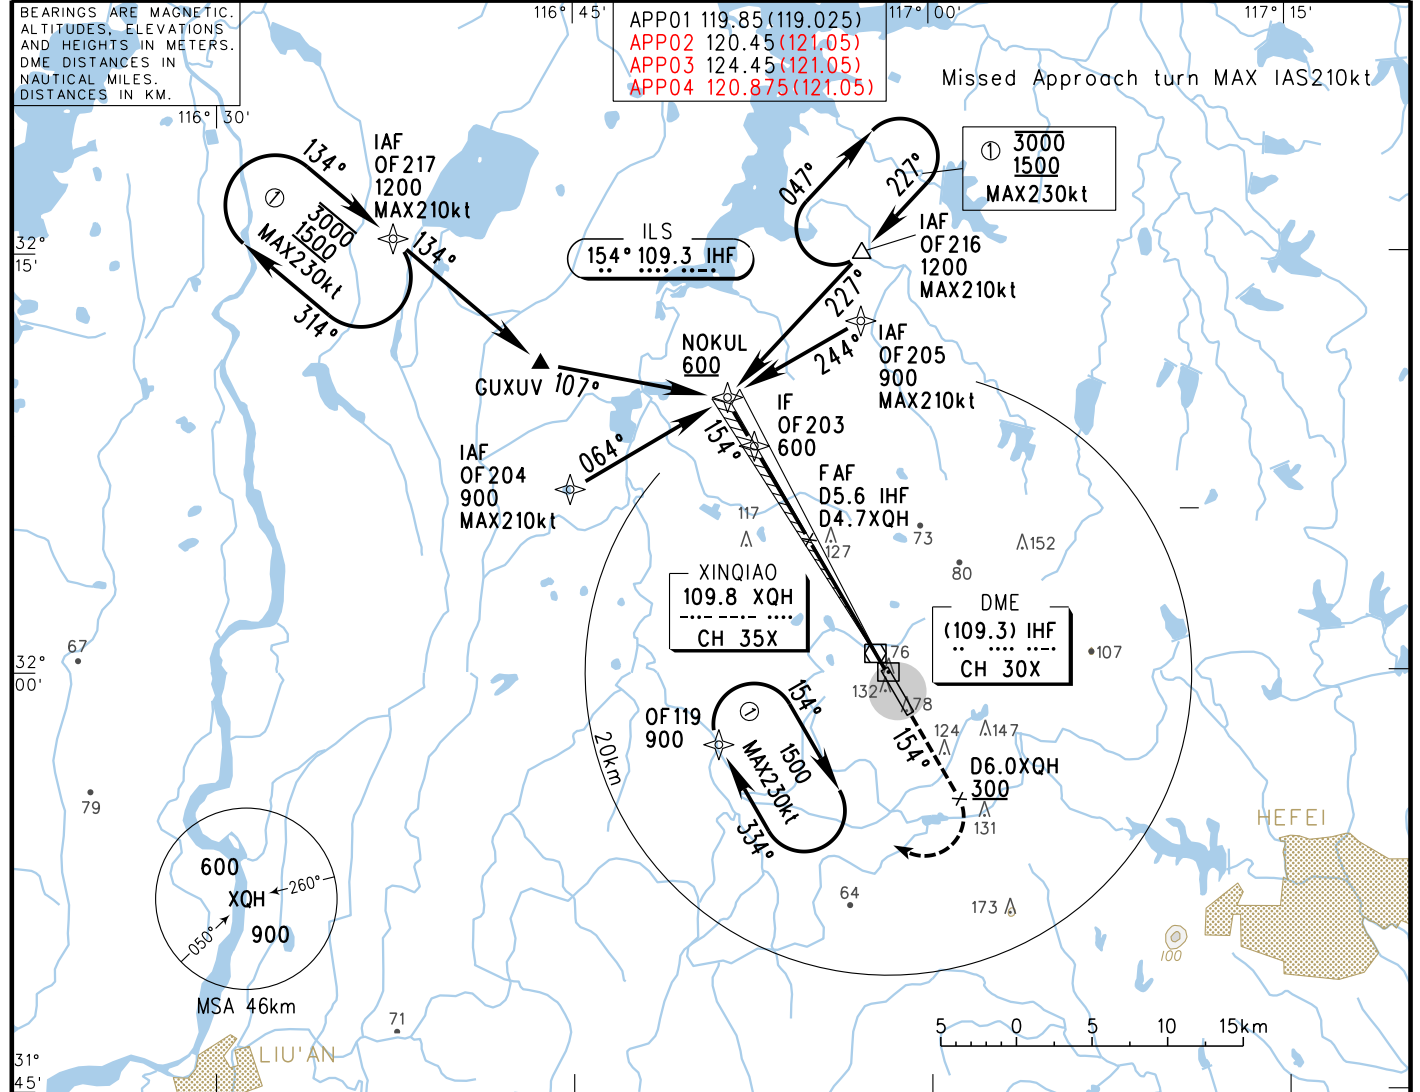 BEARINGS ARE MAGNETIC.
ALTITUDES, ELEVATIONS
AND HEIGHTS IN METERS.
DME DISTANCES IN
NAUTICAL MILES.
DISTANCES IN KM.
116° 30'
116° 45'
117° 00'
117° 15'
APP01 119.85(119.025)
APP02 120.45(121.05)
APP03 124.45(121.05)
APP04 120.875(121.05)
Missed Approach turn MAX IAS210kt
① 3000
1500
MAX230kt
IAF
OF217
1200
MAX210kt
134°
①
3000
1500
MAX230kt
314°
134°
32°
15'
ILS
154° 109.3 IHF
047°
227°
IAF
OF216
1200
MAX210kt
227°
IAF
OF205
900
MAX210kt
244°
NOKUL
600
GUXUV
107°
IAF
OF204
900
MAX210kt
064°
154°
IF
OF203
600
FAF
D5.6 IHF
D4.7XQH
117
127
73
152
80
XINQIAO
109.8 XQH
CH 35X
DME
(109.3) IHF
CH 30X
107
67
32°
00'
76
132
78
OF119
900
154°
①
1500
MAX230kt
334°
20km
154°
124
147
D6.0XQH
300
131
79
HEFEI
600
XQH
260°
050°
900
MSA 46km
64
173
100
71
5 0 5 10 15km
LIU'AN
31°
45'